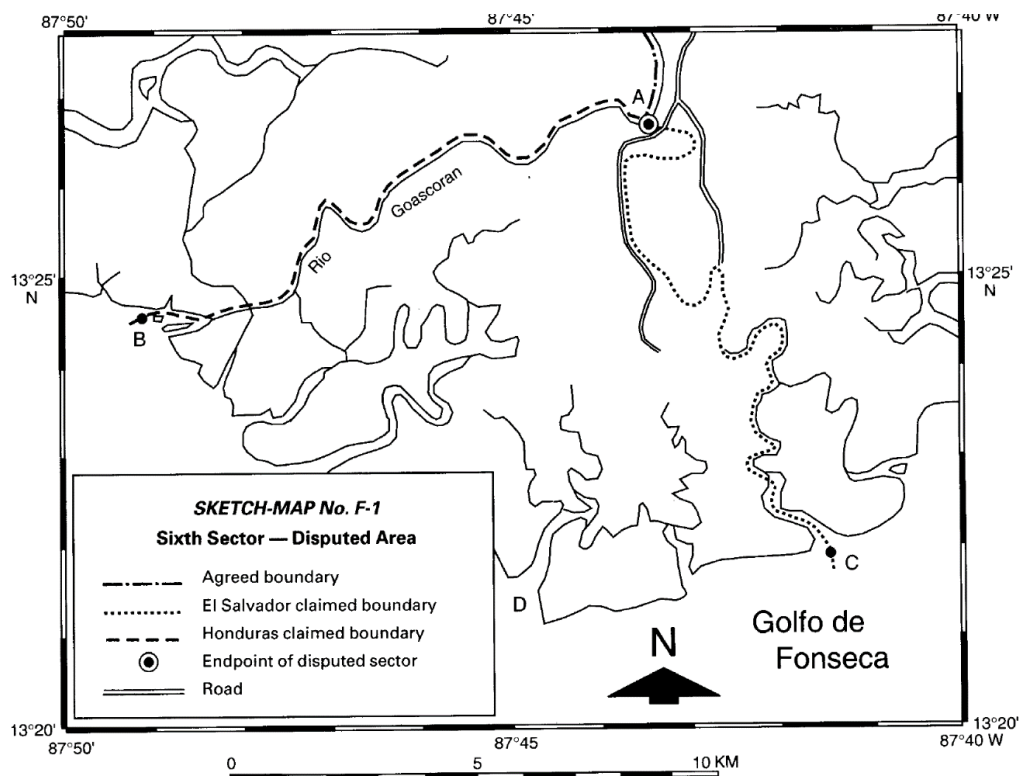 87°50' 87°45' 87°40' W
A
Rio Goascoran
13°25' N
13°25' N
B
E
C
D
SKETCH-MAP No. F-1
Sixth Sector — Disputed Area
Agreed boundary
El Salvador claimed boundary
Honduras claimed boundary
Endpoint of disputed sector
Road
N
Golfo de
Fonseca
13°20'
13°20' N
87°50' 87°45' 87°40' W
0 5 10 KM